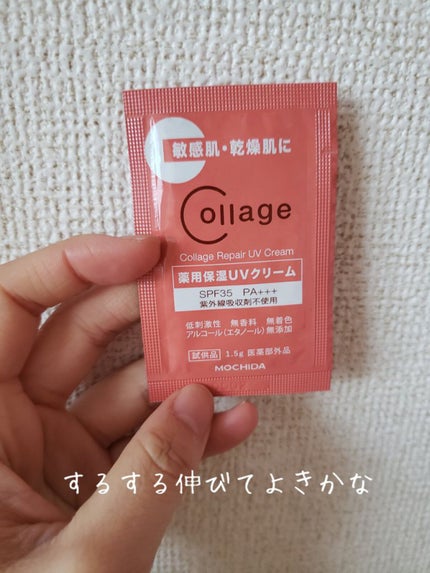 敏感肌・乾燥肌に
Collage
Collage Repair UV Cream
薬用保湿UVクリーム
SPF35 PA+++
紫外線吸収剤不使用
低刺激性 無香料 無着色
アルコール(エタノール)無添加
試供品 1.5g 医薬部外品
MOCHIDA
するする伸びてよきかな